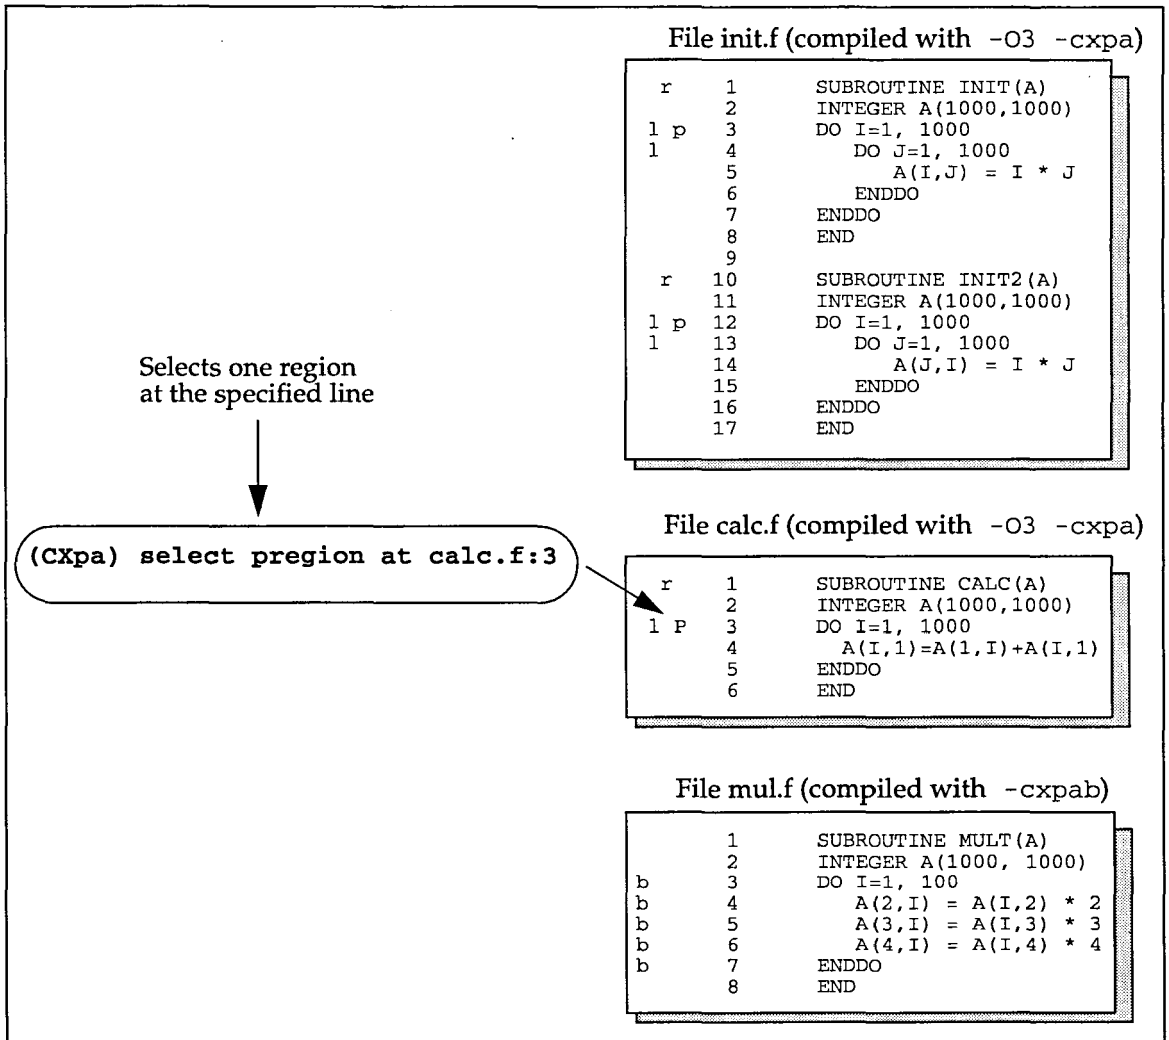 File init.f (compiled with -O3 -cxpa)
r 1 SUBROUTINE INIT(A)
2 INTEGER A(1000,1000)
l p 3 DO I=1, 1000
l 4 DO J=1, 1000
5 A(I,J) = I * J
6 ENDDO
7 ENDDO
8 END
9
r 10 SUBROUTINE INIT2(A)
11 INTEGER A(1000,1000)
l p 12 DO I=1, 1000
l 13 DO J=1, 1000
14 A(J,I) = I * J
15 ENDDO
16 ENDDO
17 END
Selects one region
at the specified line
(CXpa) select pregion at calc.f:3
File calc.f (compiled with -O3 -cxpa)
r 1 SUBROUTINE CALC(A)
2 INTEGER A(1000,1000)
l P 3 DO I=1, 1000
4 A(I,1)=A(1,I)+A(I,1)
5 ENDDO
6 END
File mul.f (compiled with -cxpab)
1 SUBROUTINE MULT(A)
2 INTEGER A(1000, 1000)
b 3 DO I=1, 100
b 4 A(2,I) = A(I,2) * 2
b 5 A(3,I) = A(I,3) * 3
b 6 A(4,I) = A(I,4) * 4
b 7 ENDDO
8 END